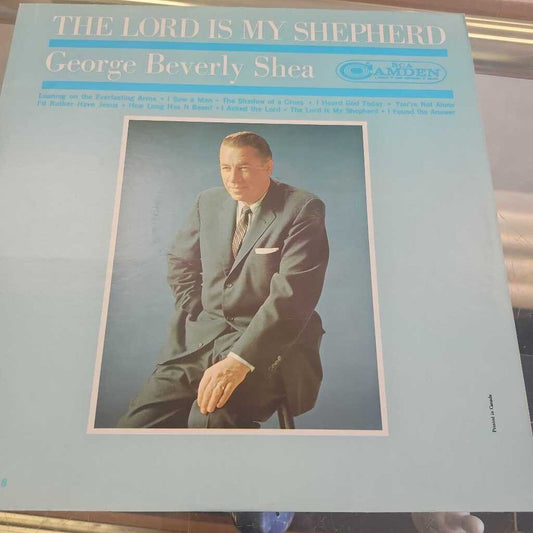 THE LORD IS MY SHEPHERD
George Beverly Shea
RCA
CAMDEN
Leaning on the Everlasting Arms • I Saw a Man • The Shadow of a Cross • I Heard God Today • You're Not Alone
I'd Rather Have Jesus • How Long Has It Been? • I Asked the Lord • The Lord Is My Shepherd • I Found the Answer
Printed in Canada